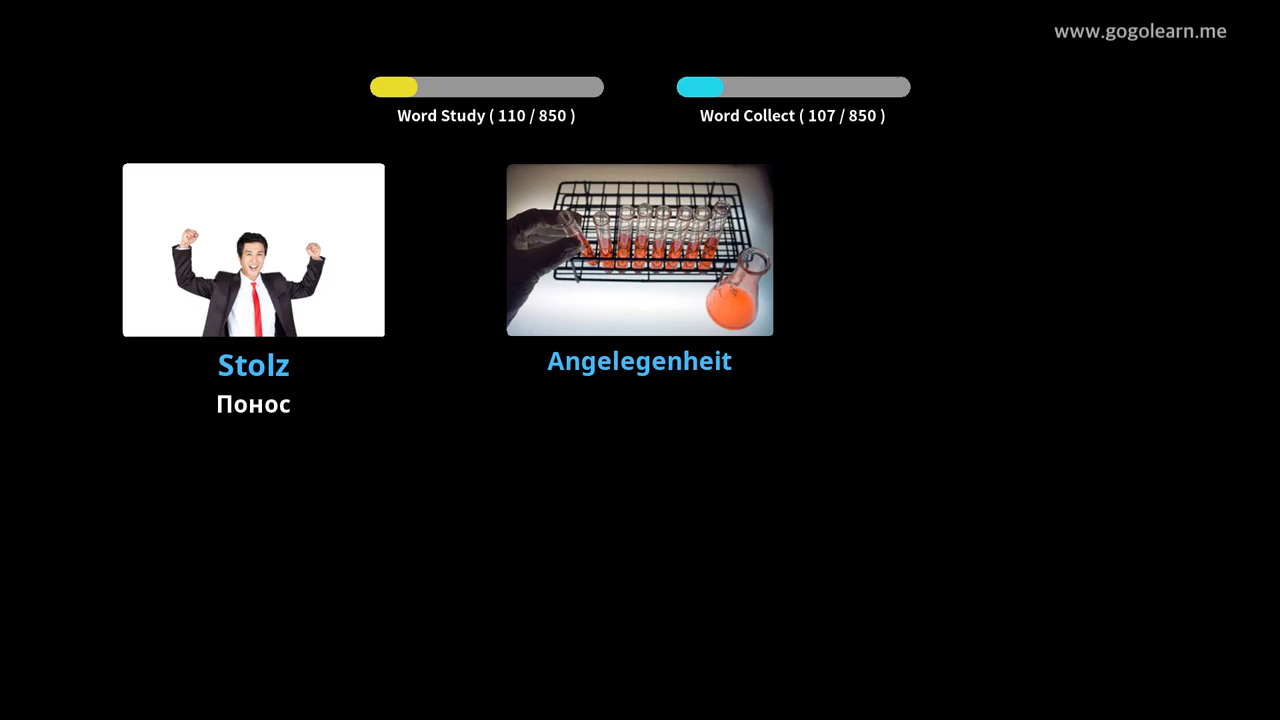 www.gogolearn.me
Word Study ( 110 / 850 )
Word Collect ( 107 / 850 )
Stolz
Понос
Angelegenheit